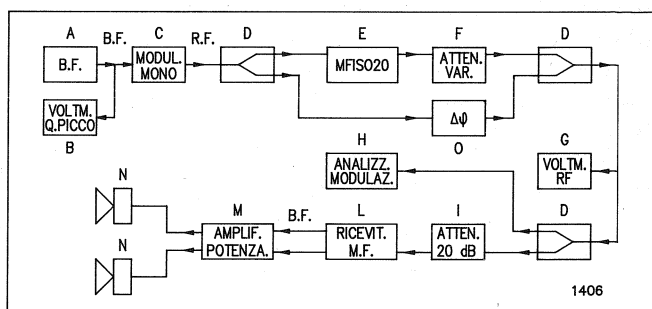 A
B.F.
C
R.F.
D
E
F
D
B.F.
MODUL.
MONO
MFISO20
ATTEN.
VAR.
VOLTM.
Q.PICCO
B
Δφ
O
H
ANALIZZ.
MODULAZ.
G
VOLTM.
RF
N
M
B.F.
L
I
D
AMPLIF.
POTENZA.
RICEVIT.
M.F.
ATTEN.
20 dB
N
1406